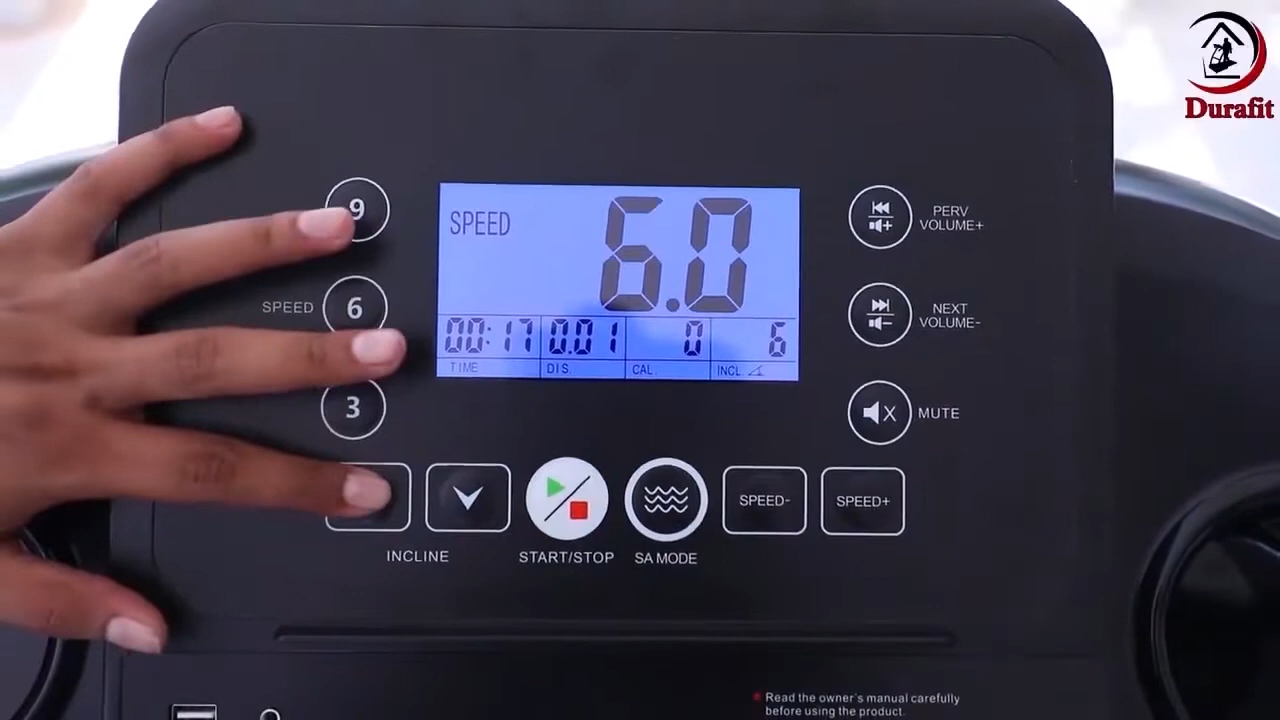 Durafit
9
SPEED
6
3
SPEED
6.0
00:17
0.01
0
6
TIME
DIS.
CAL.
INCL.
PERV
VOLUME+
NEXT
VOLUME-
MUTE
SPEED-
SPEED+
INCLINE
START/STOP
SA MODE
Read the owner's manual carefully
before using the product.